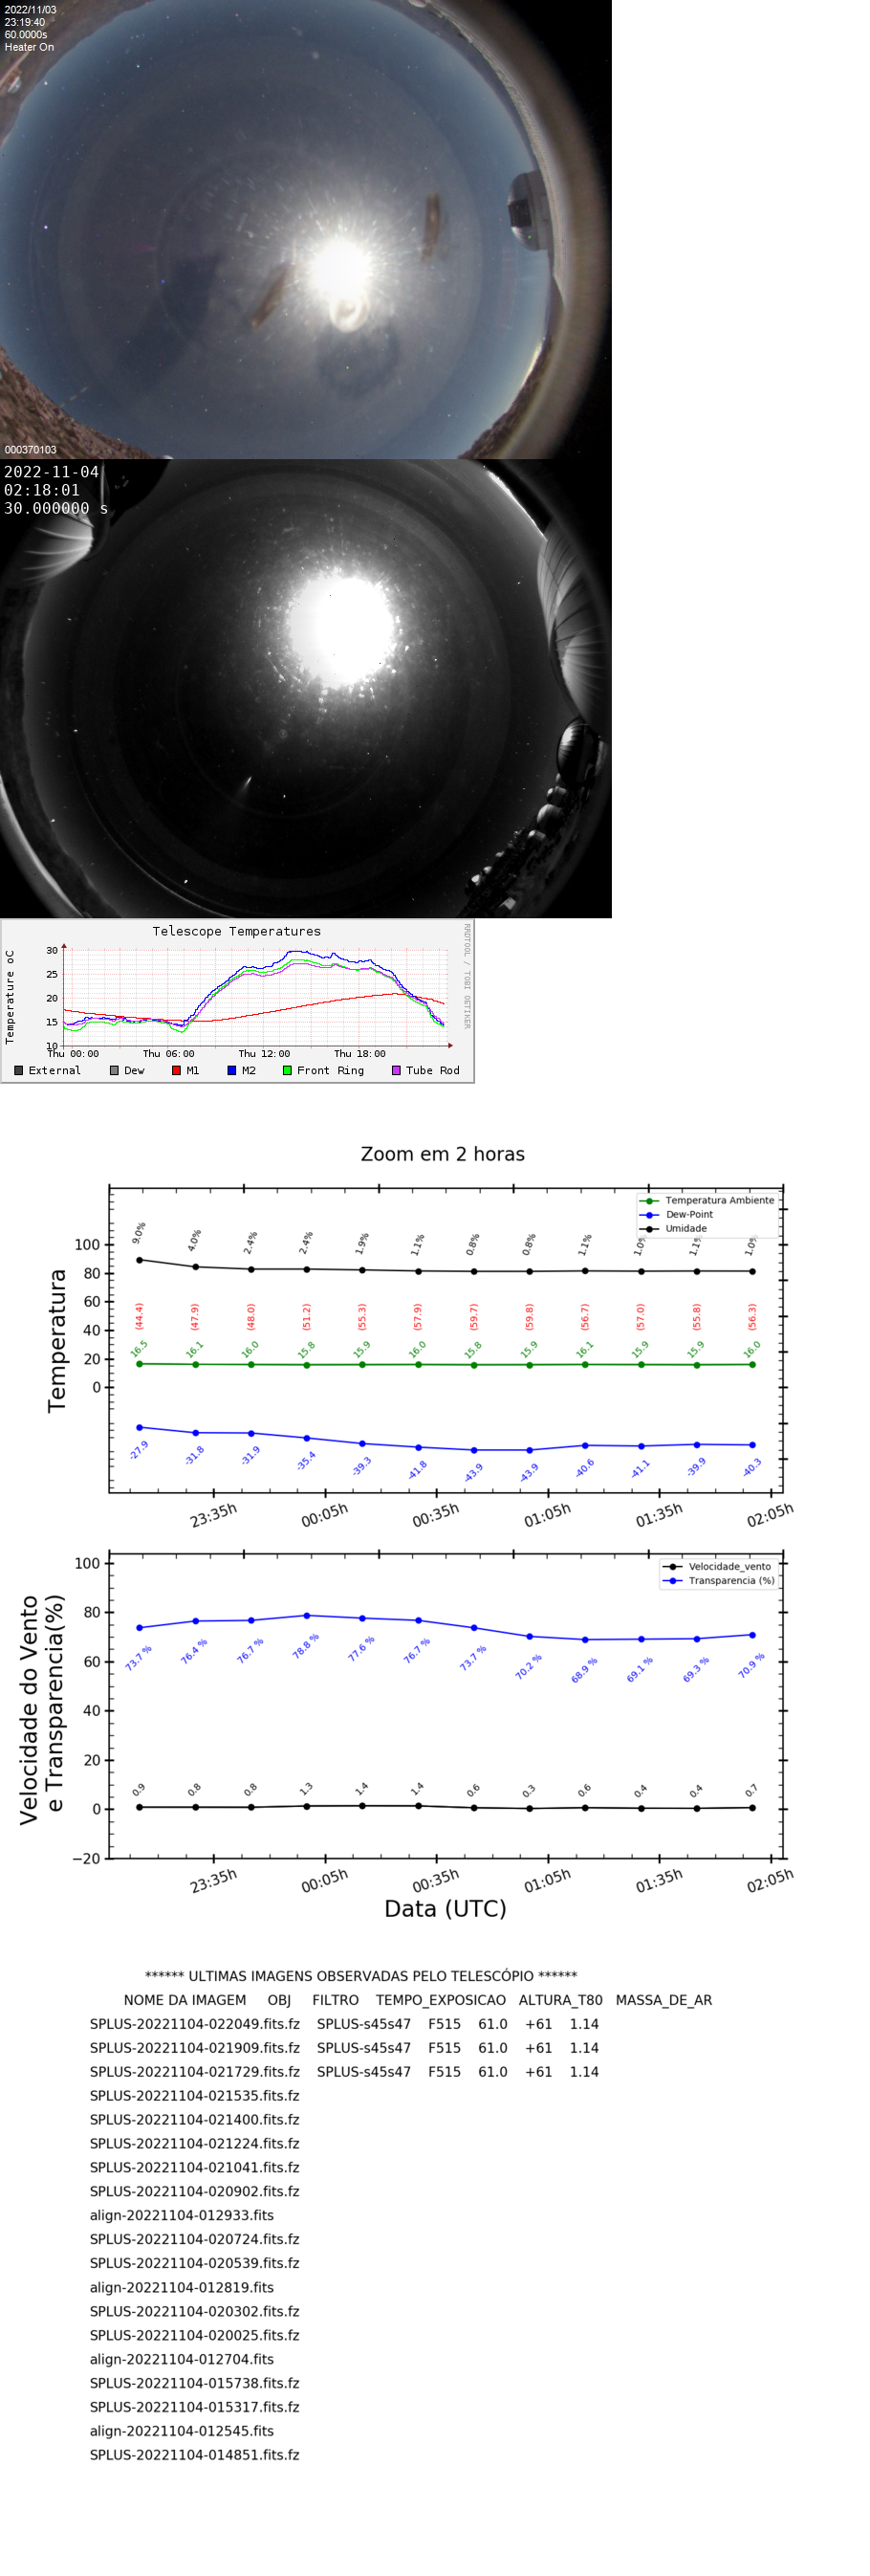 2022/11/03
23:19:40
60.0000s
Heater On
000370103
2022-11-04
02:18:01
30.000000 s
Telescope Temperatures
Temperature oC
30
25
20
15
10
Thu 00:00 Thu 06:00 Thu 12:00 Thu 18:00
External Dew M1 M2 Front Ring Tube Rod
RRDTOOL / TOBI OETIKER
Zoom em 2 horas
Temperatura Ambiente
Dew-Point
Umidade
Temperatura
100
80
60
40
20
0
9.0% 4.0% 2.4% 2.4% 1.9% 1.1% 0.8% 0.8% 1.1% 1.0% 1.1% 1.0%
(44.4) (47.9) (48.0) (51.2) (55.3) (57.9) (59.7) (59.8) (56.7) (57.0) (55.8) (56.3)
16.5 16.1 16.0 15.8 15.9 16.0 15.8 15.9 16.1 15.9 15.9 16.0
-27.9 -31.8 -31.9 -35.4 -39.3 -41.8 -43.9 -43.9 -40.6 -41.1 -39.9 -40.3
23:35h 00:05h 00:35h 01:05h 01:35h 02:05h
Velocidade_vento
Transparencia (%)
Velocidade do Vento
e Transparencia(%)
100
80
60
40
20
0
−20
73.7 % 76.4 % 76.7 % 78.8 % 77.6 % 76.7 % 73.7 % 70.2 % 68.9 % 69.1 % 69.3 % 70.9 %
0.9 0.8 0.8 1.3 1.4 1.4 0.6 0.3 0.6 0.4 0.4 0.7
23:35h 00:05h 00:35h 01:05h 01:35h 02:05h
Data (UTC)
****** ULTIMAS IMAGENS OBSERVADAS PELO TELESCÓPIO ******
NOME DA IMAGEM OBJ FILTRO TEMPO_EXPOSICAO ALTURA_T80 MASSA_DE_AR
SPLUS-20221104-022049.fits.fz SPLUS-s45s47 F515 61.0 +61 1.14
SPLUS-20221104-021909.fits.fz SPLUS-s45s47 F515 61.0 +61 1.14
SPLUS-20221104-021729.fits.fz SPLUS-s45s47 F515 61.0 +61 1.14
SPLUS-20221104-021535.fits.fz
SPLUS-20221104-021400.fits.fz
SPLUS-20221104-021224.fits.fz
SPLUS-20221104-021041.fits.fz
SPLUS-20221104-020902.fits.fz
align-20221104-012933.fits
SPLUS-20221104-020724.fits.fz
SPLUS-20221104-020539.fits.fz
align-20221104-012819.fits
SPLUS-20221104-020302.fits.fz
SPLUS-20221104-020025.fits.fz
align-20221104-012704.fits
SPLUS-20221104-015738.fits.fz
SPLUS-20221104-015317.fits.fz
align-20221104-012545.fits
SPLUS-20221104-014851.fits.fz